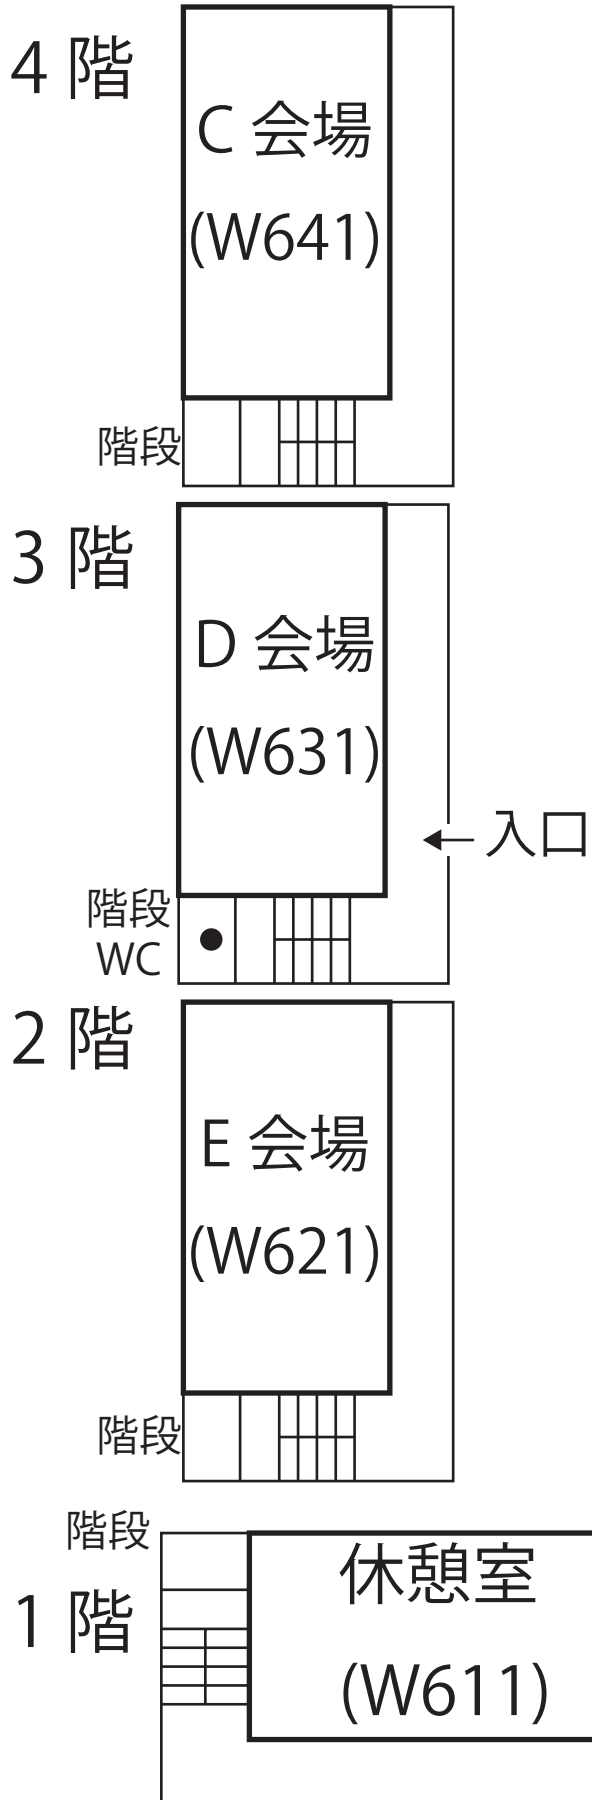 4 階
C 会場
(W641)
階段
3 階
D 会場
(W631)
入口
階段
WC
2 階
E 会場
(W621)
階段
階段
1 階
休憩室
(W611)